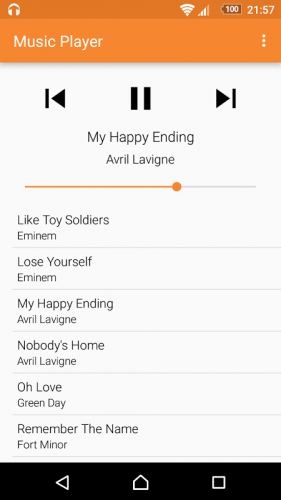 100 21:57
Music Player
My Happy Ending
Avril Lavigne
Like Toy Soldiers
Eminem
Lose Yourself
Eminem
My Happy Ending
Avril Lavigne
Nobody's Home
Avril Lavigne
Oh Love
Green Day
Remember The Name
Fort Minor